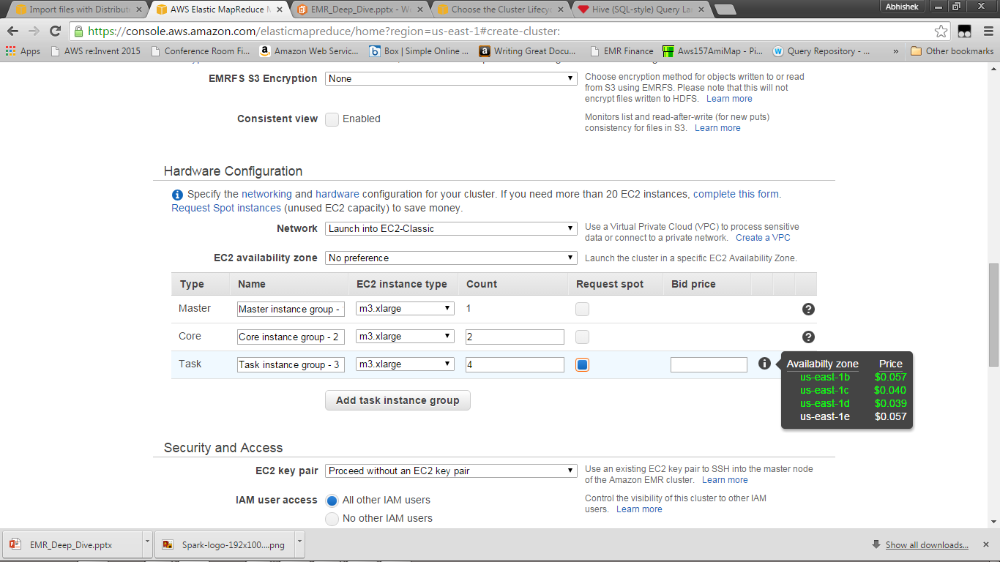 Import files with Distribute
AWS Elastic MapReduce M
EMR_Deep_Dive.pptx - W
Choose the Cluster Lifecyc
Hive (SQL-style) Query La
Abhishek
https://console.aws.amazon.com/elasticmapreduce/home?region=us-east-1#create-cluster:
Apps
AWS re:Invent 2015
Conference Room Fi...
Amazon Web Servic...
Box | Simple Online ...
Writing Great Docu...
EMR Finance
Aws157AmiMap - Pi...
Query Repository - ...
»
Other bookmarks
EMRFS S3 Encryption
None
Choose encryption method for objects written to or read
from S3 using EMRFS. Please note that this will not
encrypt files written to HDFS. Learn more
Consistent view
Enabled
Monitors list and read-after-write (for new puts)
consistency for files in S3. Learn more
Hardware Configuration
Specify the networking and hardware configuration for your cluster. If you need more than 20 EC2 instances, complete this form.
Request Spot instances (unused EC2 capacity) to save money.
Network
Launch into EC2-Classic
Use a Virtual Private Cloud (VPC) to process sensitive
data or connect to a private network. Create a VPC
EC2 availability zone
No preference
Launch the cluster in a specific EC2 Availability Zone.
Type Name EC2 instance type Count Request spot Bid price
Master Master instance group - m3.xlarge 1
Core Core instance group - 2 m3.xlarge 2
Task Task instance group - 3 m3.xlarge 4
Availabilty zone Price
us-east-1b $0.057
us-east-1c $0.040
us-east-1d $0.039
us-east-1e $0.057
Add task instance group
Security and Access
EC2 key pair
Proceed without an EC2 key pair
Use an existing EC2 key pair to SSH into the master node
of the Amazon EMR cluster. Learn more
IAM user access
All other IAM users
No other IAM users
Control the visibility of this cluster to other IAM
users. Learn more
EMR_Deep_Dive.pptx
Spark-logo-192x100....png
Show all downloads...